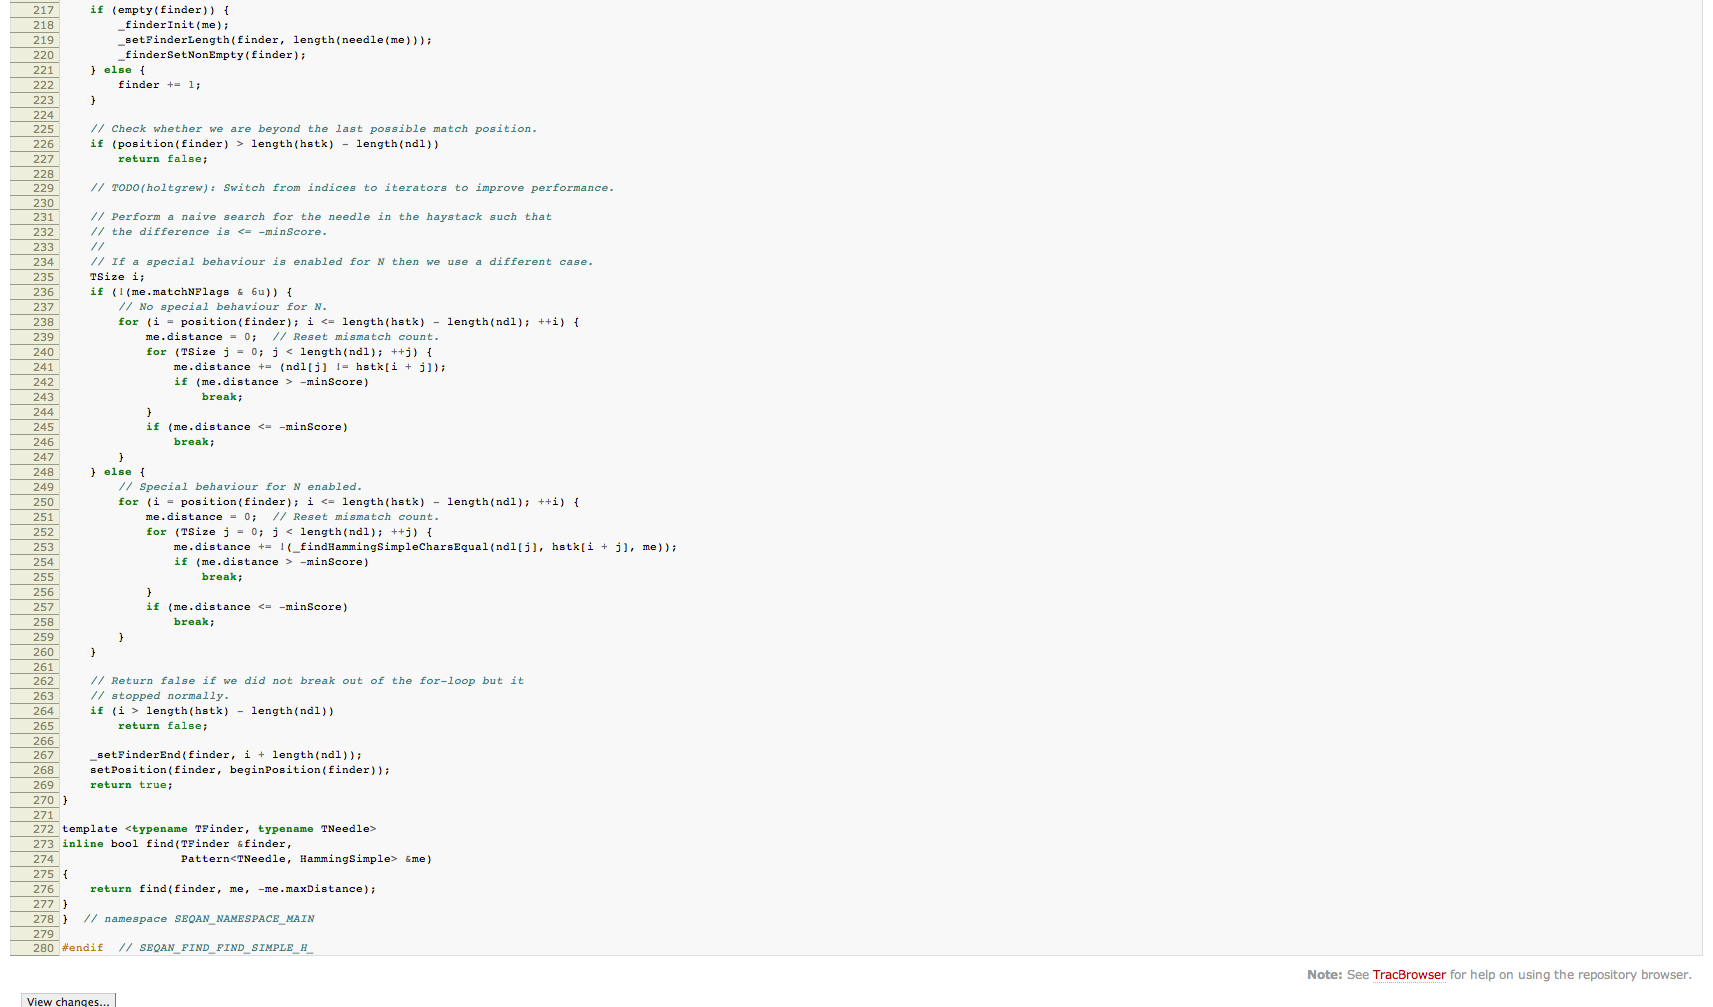 217 if (empty(finder)) {
218 _finderInit(me);
219 _setFinderLength(finder, length(needle(me)));
220 _finderSetNonEmpty(finder);
221 } else {
222 finder += 1;
223 }
224
225 // Check whether we are beyond the last possible match position.
226 if (position(finder) > length(hstk) - length(ndl))
227 return false;
228
229 // TODO(holtgrew): Switch from indices to iterators to improve performance.
230
231 // Perform a naive search for the needle in the haystack such that
232 // the difference is <= -minScore.
233 //
234 // If a special behaviour is enabled for N then we use a different case.
235 TSize i;
236 if (!(me.matchNFlags & 6u)) {
237 // No special behaviour for N.
238 for (i = position(finder); i <= length(hstk) - length(ndl); ++i) {
239 me.distance = 0; // Reset mismatch count.
240 for (TSize j = 0; j < length(ndl); ++j) {
241 me.distance += (ndl[j] != hstk[i + j]);
242 if (me.distance > -minScore)
243 break;
244 }
245 if (me.distance <= -minScore)
246 break;
247 }
248 } else {
249 // Special behaviour for N enabled.
250 for (i = position(finder); i <= length(hstk) - length(ndl); ++i) {
251 me.distance = 0; // Reset mismatch count.
252 for (TSize j = 0; j < length(ndl); ++j) {
253 me.distance += !(_findHammingSimpleCharsEqual(ndl[j], hstk[i + j], me));
254 if (me.distance > -minScore)
255 break;
256 }
257 if (me.distance <= -minScore)
258 break;
259 }
260 }
261
262 // Return false if we did not break out of the for-loop but it
263 // stopped normally.
264 if (i > length(hstk) - length(ndl))
265 return false;
266
267 _setFinderEnd(finder, i + length(ndl));
268 setPosition(finder, beginPosition(finder));
269 return true;
270 }
271
272 template <typename TFinder, typename TNeedle>
273 inline bool find(TFinder &finder,
274 Pattern<TNeedle, HammingSimple> &me)
275 {
276 return find(finder, me, -me.maxDistance);
277 }
278 } // namespace SEQAN_NAMESPACE_MAIN
279
280 #endif // SEQAN_FIND_FIND_SIMPLE_H_
Note: See TracBrowser for help on using the repository browser.
View changes...